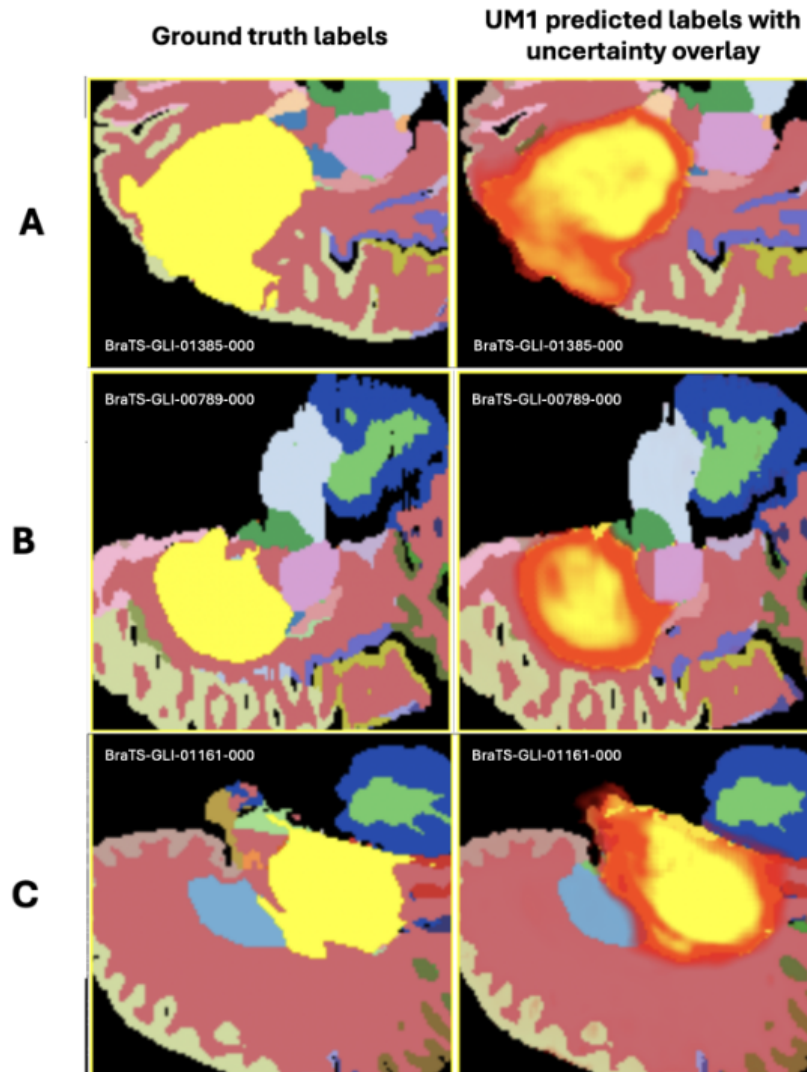 Ground truth labels
UM1 predicted labels with
uncertainty overlay
A
BraTS-GLI-01385-000
BraTS-GLI-01385-000
B
BraTS-GLI-00789-000
BraTS-GLI-00789-000
C
BraTS-GLI-01161-000
BraTS-GLI-01161-000